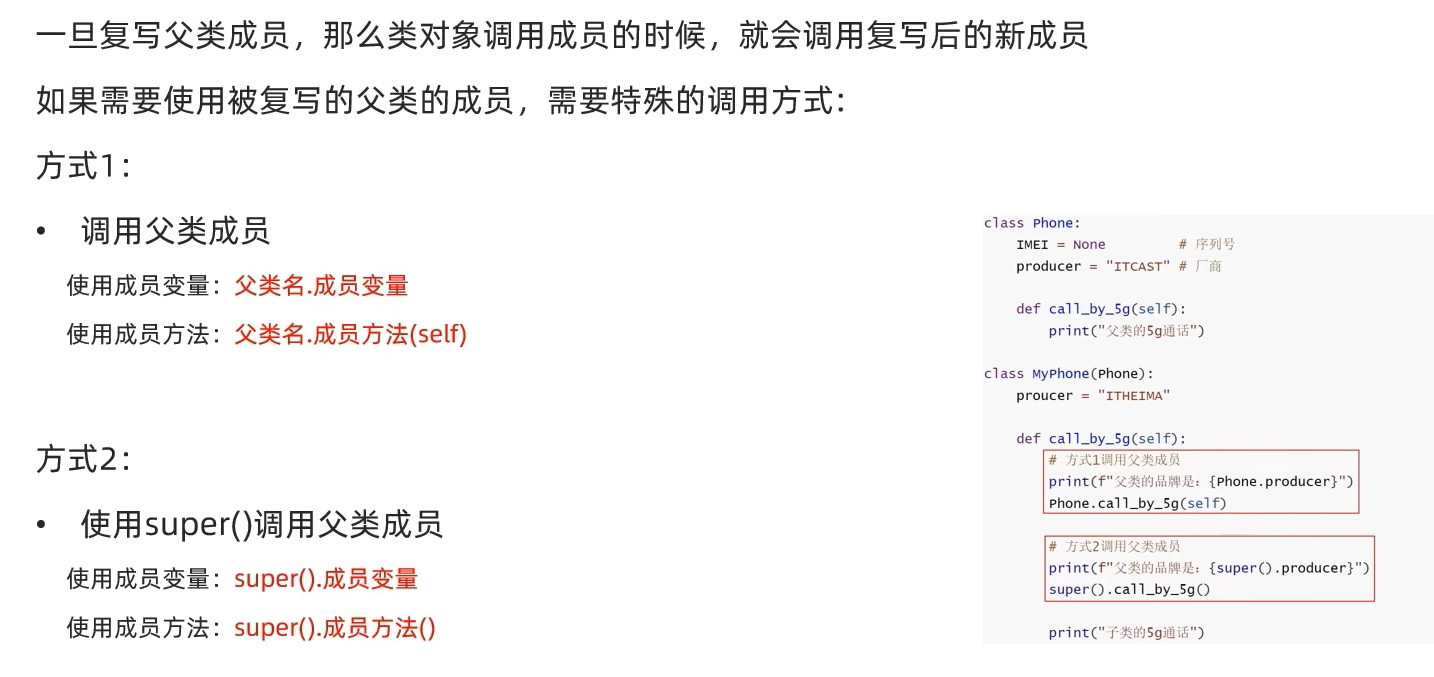 一旦复写父类成员，那么类对象调用成员的时候，就会调用复写后的新成员
如果需要使用被复写的父类的成员，需要特殊的调用方式：
方式1：
• 调用父类成员
使用成员变量：父类名.成员变量
使用成员方法：父类名.成员方法(self)
方式2：
• 使用super()调用父类成员
使用成员变量：super().成员变量
使用成员方法：super().成员方法()
class Phone:
    IMEI = None         # 序列号
    producer = "ITCAST" # 厂商
    def call_by_5g(self):
        print("父类的5g通话")
class MyPhone(Phone):
    proucer = "ITHEIMA"
    def call_by_5g(self):
        # 方式1调用父类成员
        print(f"父类的品牌是：{Phone.producer}")
        Phone.call_by_5g(self)
        # 方式2调用父类成员
        print(f"父类的品牌是：{super().producer}")
        super().call_by_5g()
        print("子类的5g通话")